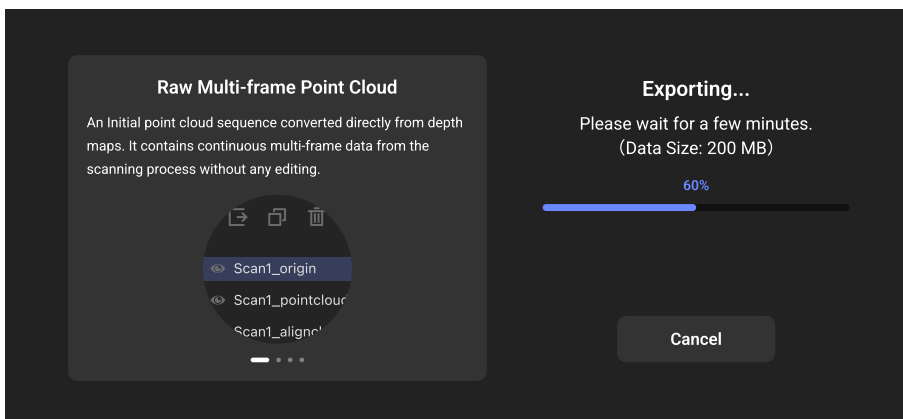 Raw Multi-frame Point Cloud
An Initial point cloud sequence converted directly from depth
maps. It contains continuous multi-frame data from the
scanning process without any editing.
Scan1_origin
Scan1_pointclou
Scan1_align
Exporting...
Please wait for a few minutes.
（Data Size: 200 MB）
60%
Cancel